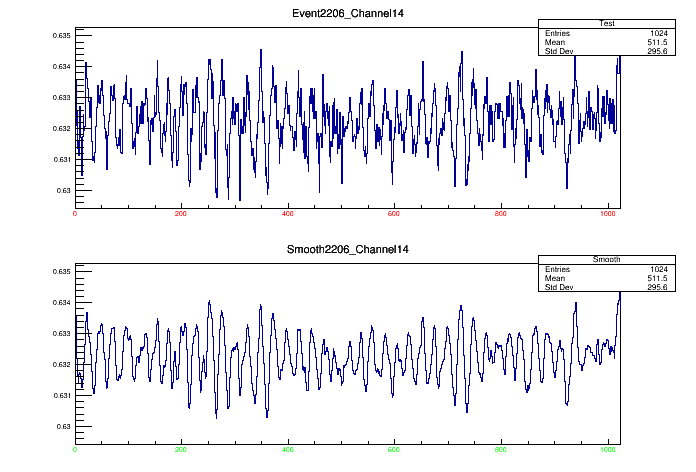 Event2206_Channel14
Test
Entries 1024
Mean 511.5
Std Dev 295.6
0.635
0.634
0.633
0.632
0.631
0.63
0 200 400 600 800 1000
Smooth2206_Channel14
Smooth
Entries 1024
Mean 511.5
Std Dev 295.6
0.635
0.634
0.633
0.632
0.631
0.63
0 200 400 600 800 1000